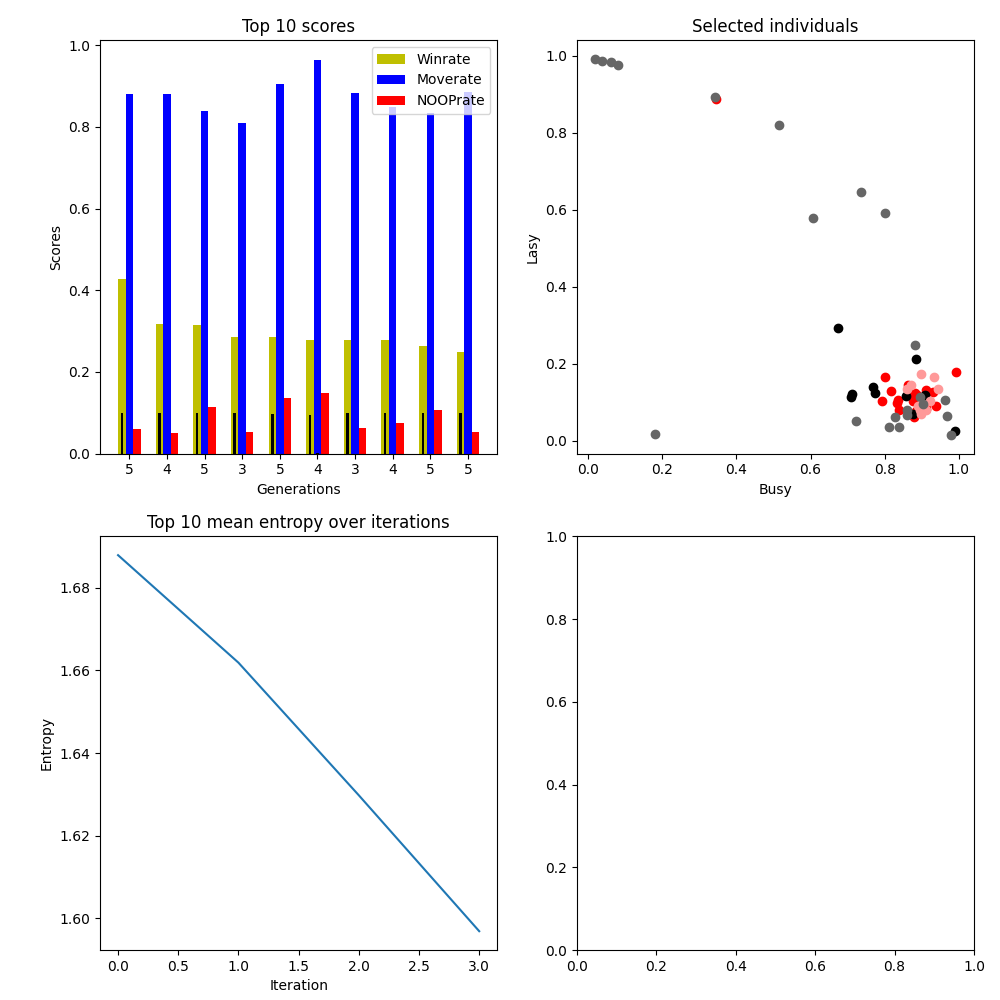 Top 10 scores
1.0
0.8
0.6
0.4
0.2
0.0
Scores
Winrate
Moverate
NOOPrate
5 4 5 3 5 4 3 4 5 5
Generations
Selected individuals
1.0
0.8
0.6
0.4
0.2
0.0
Lasy
0.0 0.2 0.4 0.6 0.8 1.0
Busy
Top 10 mean entropy over iterations
1.68
1.66
1.64
1.62
1.60
Entropy
0.0 0.5 1.0 1.5 2.0 2.5 3.0
Iteration
1.0
0.8
0.6
0.4
0.2
0.0
0.0 0.2 0.4 0.6 0.8 1.0